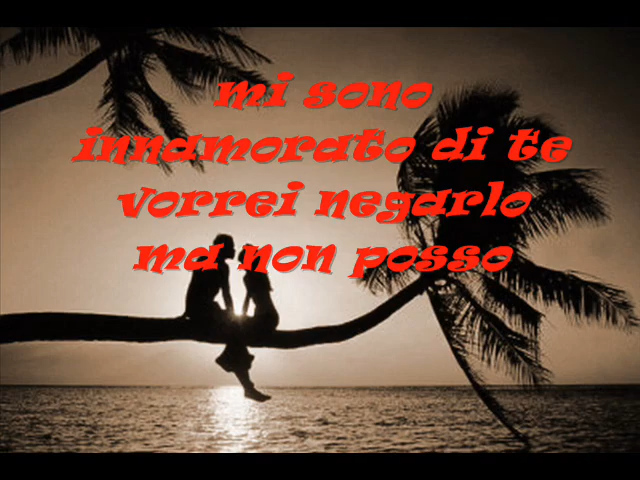 mi sono
innamorato di te
vorrei negarlo
ma non posso